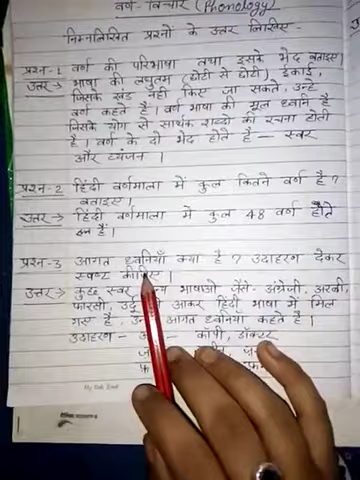 वर्ण - विचार (Phonology)
निम्नलिखित प्रश्नों के उत्तर लिखिए-
प्रश्न-1 वर्ण की परिभाषा तथा इसके भेद बताइए।
उत्तर→ भाषा की लघुतम (छोटी से छोटी) इकाई,
जिसके खंड नही किए जा सकते, उन्हे
वर्ण कहते है। वर्ण भाषा की मूल ध्वनि है
जिसके योग से सार्थक शब्दो की रचना होती
है। वर्ण के दो भेद होते है — स्वर
और व्यंजन।
प्रश्न-2 हिंदी वर्णमाला में कुल कितने वर्ण है?
बताइए।
उत्तर→ हिंदी वर्णमाला में कुल 48 वर्ण होते
हैं।
प्रश्न-3 आगत ध्वनियाँ क्या है? उदाहरण देकर
स्पष्ट कीजिए।
उत्तर→ कुछ स्वर भाषाओ जैसे- अंग्रेजी, अरबी,
फारसी, उर्दू से आकर हिंदी भाषा में मिल
गए है, उन्हे आगत ध्वनियाँ कहते है।
उदाहरण - — कॉपी, डॉक्टर